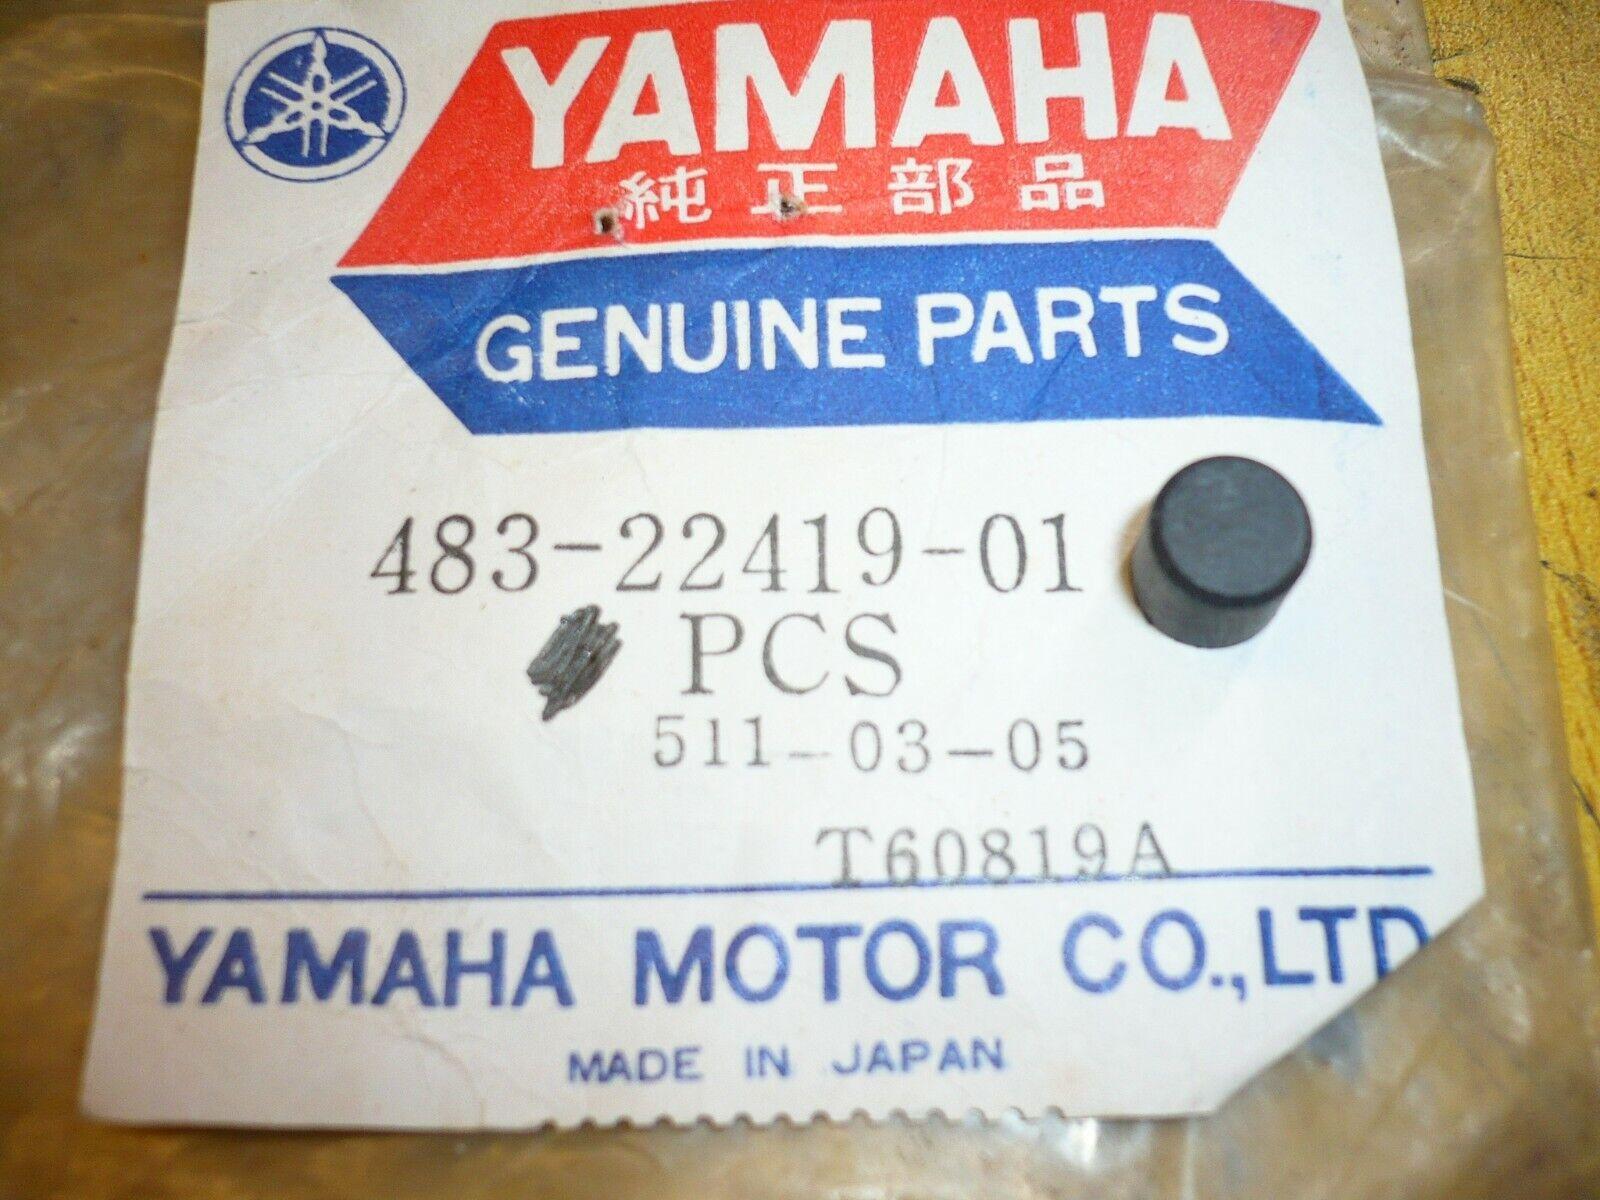 YAMAHA
純正部品
GENUINE PARTS
483-22419-01
PCS
511-03-05
T60819A
YAMAHA MOTOR CO.,LTD
MADE IN JAPAN